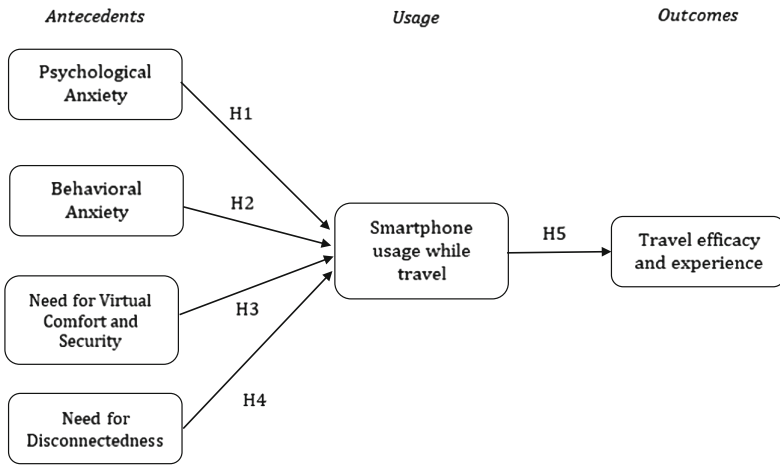 Antecedents
Usage
Outcomes
Psychological
Anxiety
H1
Behavioral
Anxiety
H2
Smartphone
usage while
travel
H5
Travel efficacy
and experience
Need for Virtual
Comfort and
Security
H3
H4
Need for
Disconnectedness